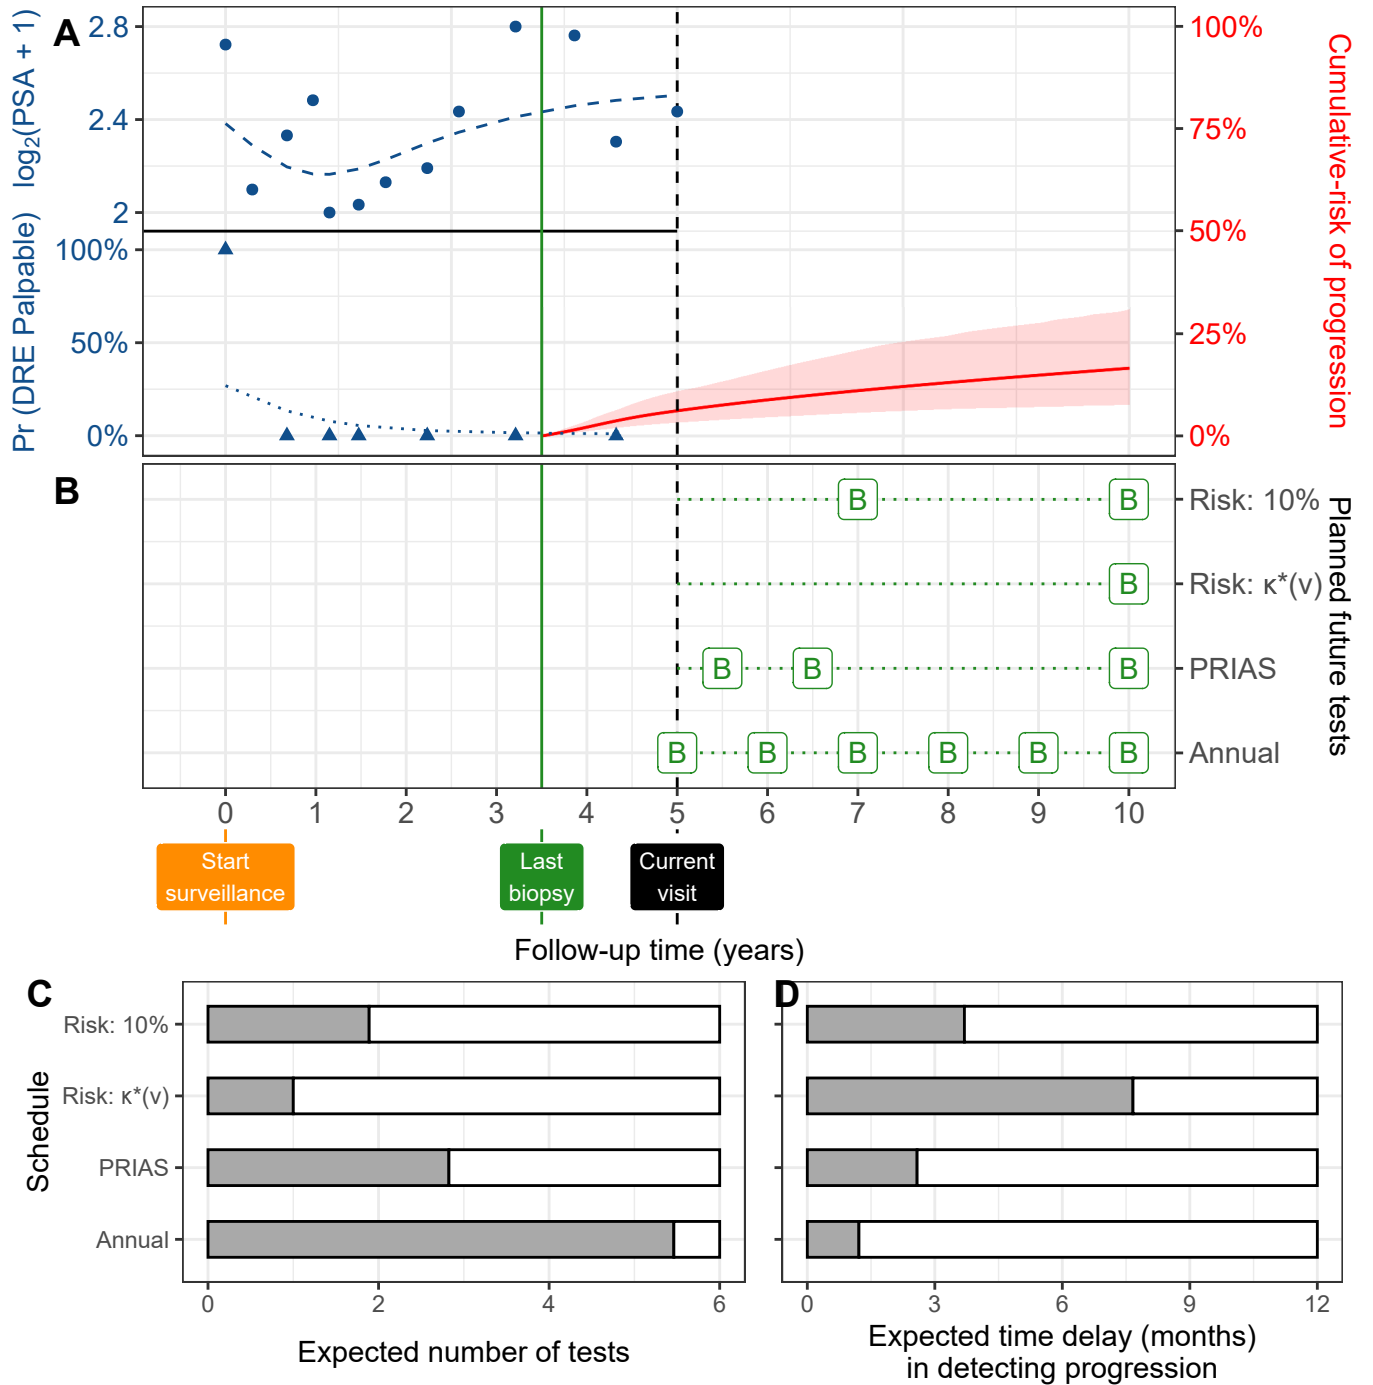 A
log₂(PSA + 1)
2.8
2.4
2
Pr (DRE Palpable)
100%
50%
0%
100%
75%
50%
25%
0%
Cumulative-risk of progression
B
B B Risk: 10%
B Risk: κ*(v)
B B B PRIAS
B B B B B B Annual
Planned future tests
0 1 2 3 4 5 6 7 8 9 10
Start
surveillance
Last
biopsy
Current
visit
Follow-up time (years)
C
Schedule
Risk: 10%
Risk: κ*(v)
PRIAS
Annual
0 2 4 6
Expected number of tests
D
0 3 6 9 12
Expected time delay (months)
in detecting progression